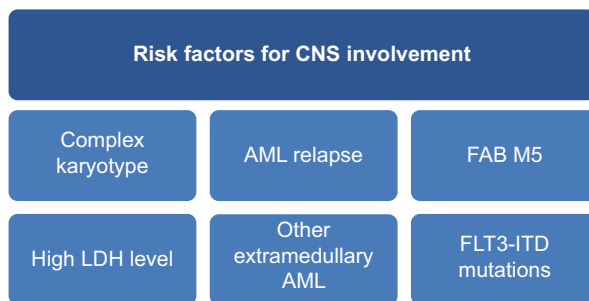 Risk factors for CNS involvement
Complex
karyotype
AML relapse
FAB M5
High LDH level
Other
extramedullary
AML
FLT3-ITD
mutations